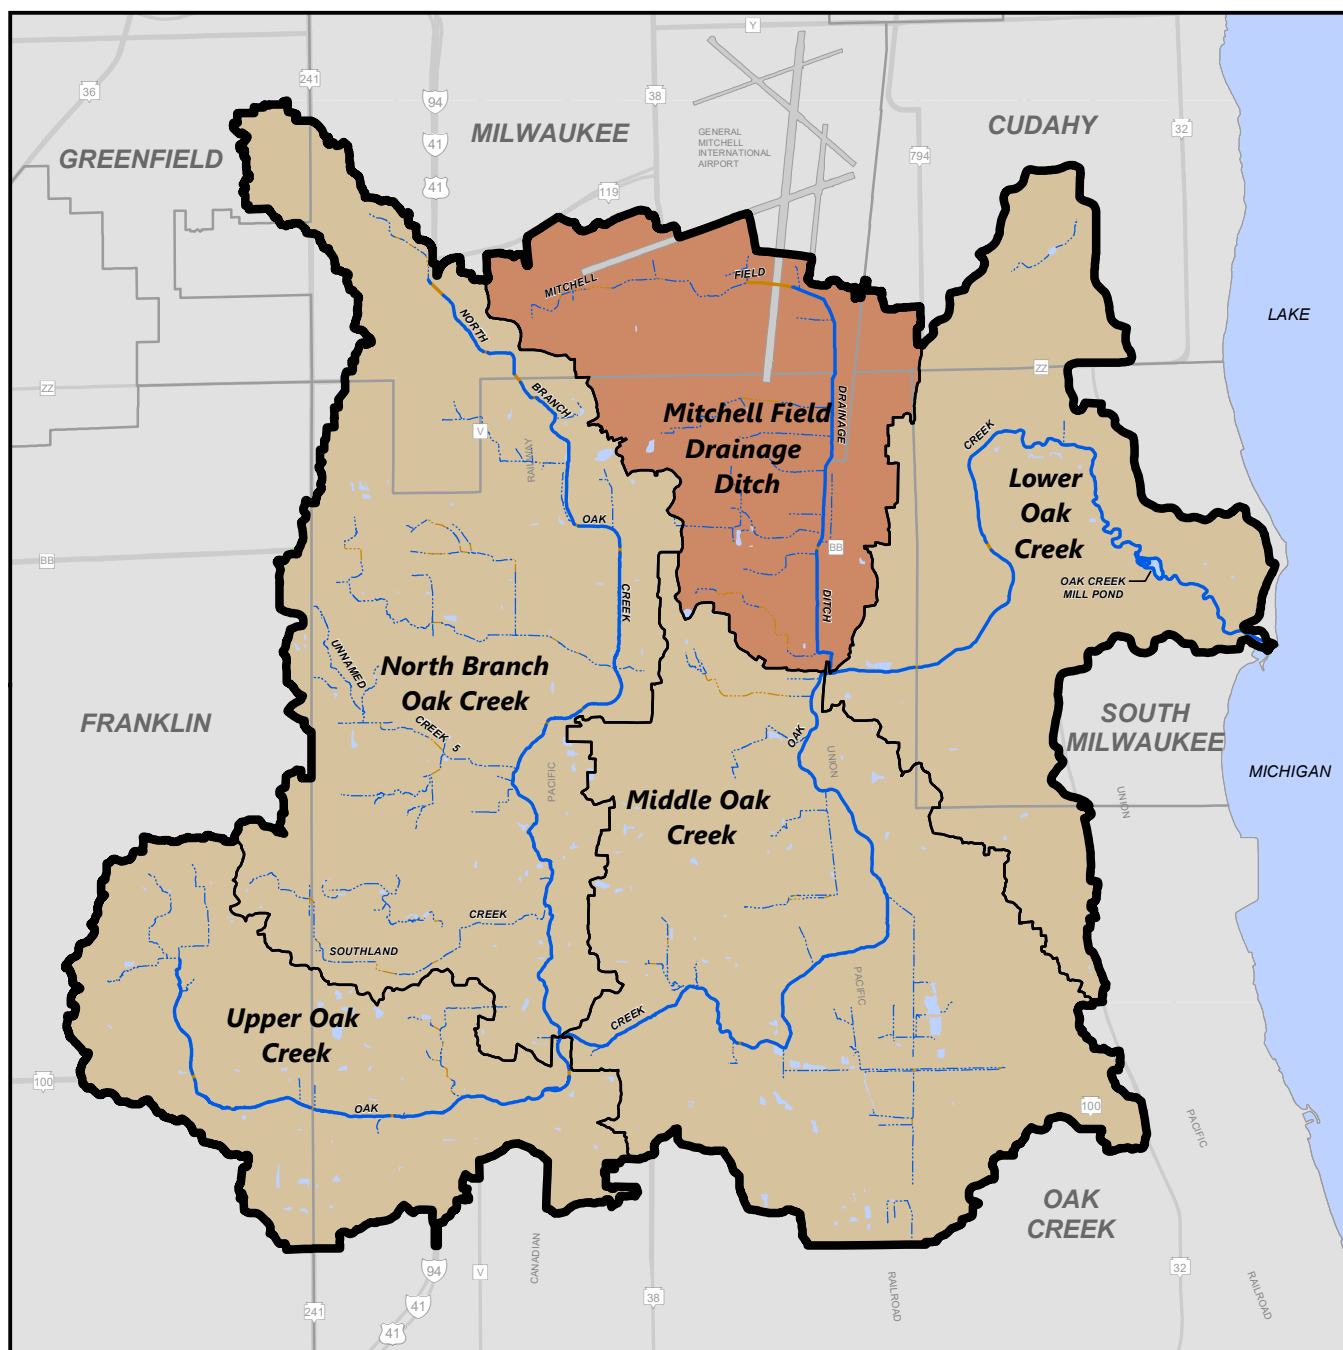 Y
241
36
94
38
MILWAUKEE
CUDAHY
32
41
GENERAL
MITCHELL
INTERNATIONAL
AIRPORT
GREENFIELD
794
41
119
MITCHELL
FIELD
NORTH
LAKE
ZZ
ZZ
BRANCH
DRAINAGE
Mitchell Field
Drainage
Ditch
V
RAILWAY
CREEK
Lower
Oak
Creek
OAK
BB
BB
OAK CREEK
MILL POND
CREEK
DITCH
UNNAMED
North Branch
Oak Creek
FRANKLIN
CREEK 5
OAK
SOUTH
MILWAUKEE
UNION
PACIFIC
MICHIGAN
Middle Oak
Creek
UNION
CREEK
SOUTHLAND
PACIFIC
Upper Oak
Creek
CREEK
100
OAK
100
PACIFIC
OAK
CREEK
CANADIAN
94
V
32
41
241
38
RAILROAD
RAILROAD
41